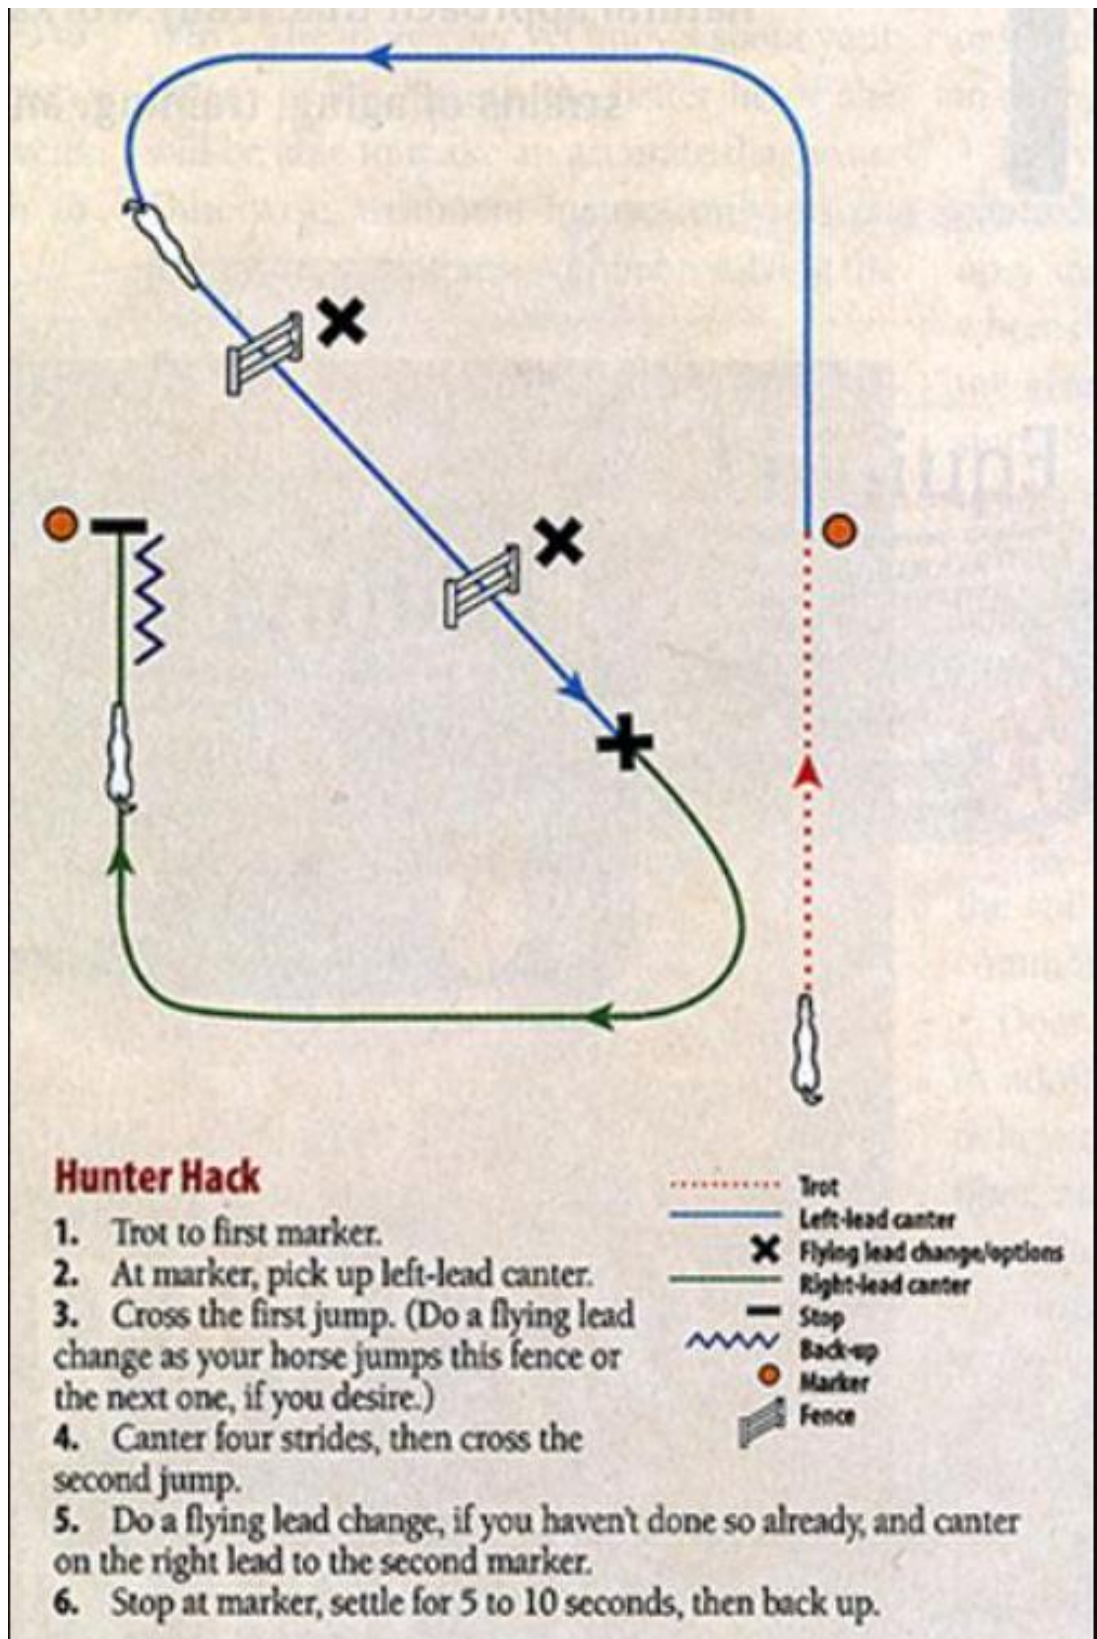 Hunter Hack
1. Trot to first marker.
2. At marker, pick up left-lead canter.
3. Cross the first jump. (Do a flying lead
change as your horse jumps this fence or
the next one, if you desire.)
4. Canter four strides, then cross the
second jump.
5. Do a flying lead change, if you haven't done so already, and canter
on the right lead to the second marker.
6. Stop at marker, settle for 5 to 10 seconds, then back up.
Trot
Left-lead canter
Flying lead change/options
Right-lead canter
Stop
Back-up
Marker
Fence